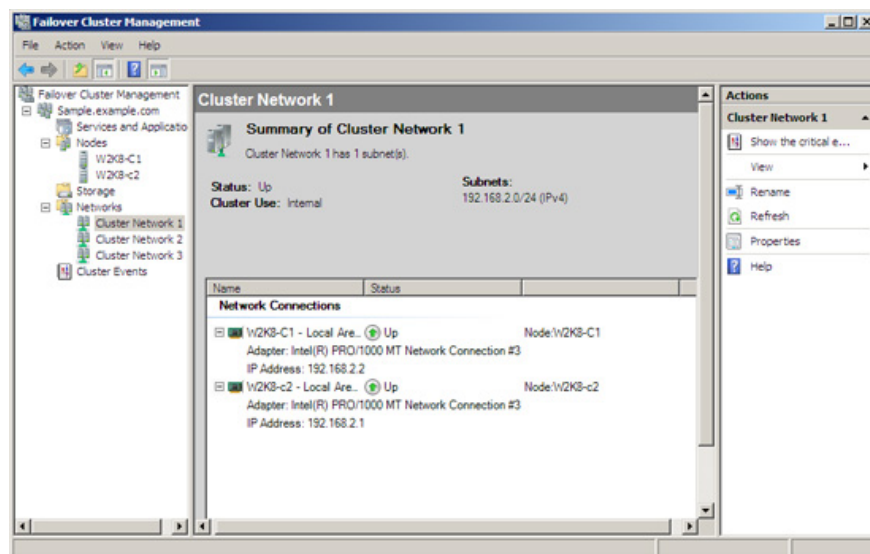 Failover Cluster Management
File Action View Help
Failover Cluster Management
Sample.example.com
Services and Applicatio
Nodes
W2K8-C1
W2K8-c2
Storage
Networks
Cluster Network 1
Cluster Network 2
Cluster Network 3
Cluster Events
Cluster Network 1
Summary of Cluster Network 1
Cluster Network 1 has 1 subnet(s).
Status: Up
Cluster Use: Internal
Subnets:
192.168.2.0/24 (IPv4)
Name Status
Network Connections
W2K8-C1 - Local Are... Up Node:W2K8-C1
Adapter: Intel(R) PRO/1000 MT Network Connection #3
IP Address: 192.168.2.2
W2K8-c2 - Local Are... Up Node:W2K8-c2
Adapter: Intel(R) PRO/1000 MT Network Connection #3
IP Address: 192.168.2.1
Actions
Cluster Network 1
Show the critical e...
View
Rename
Refresh
Properties
Help